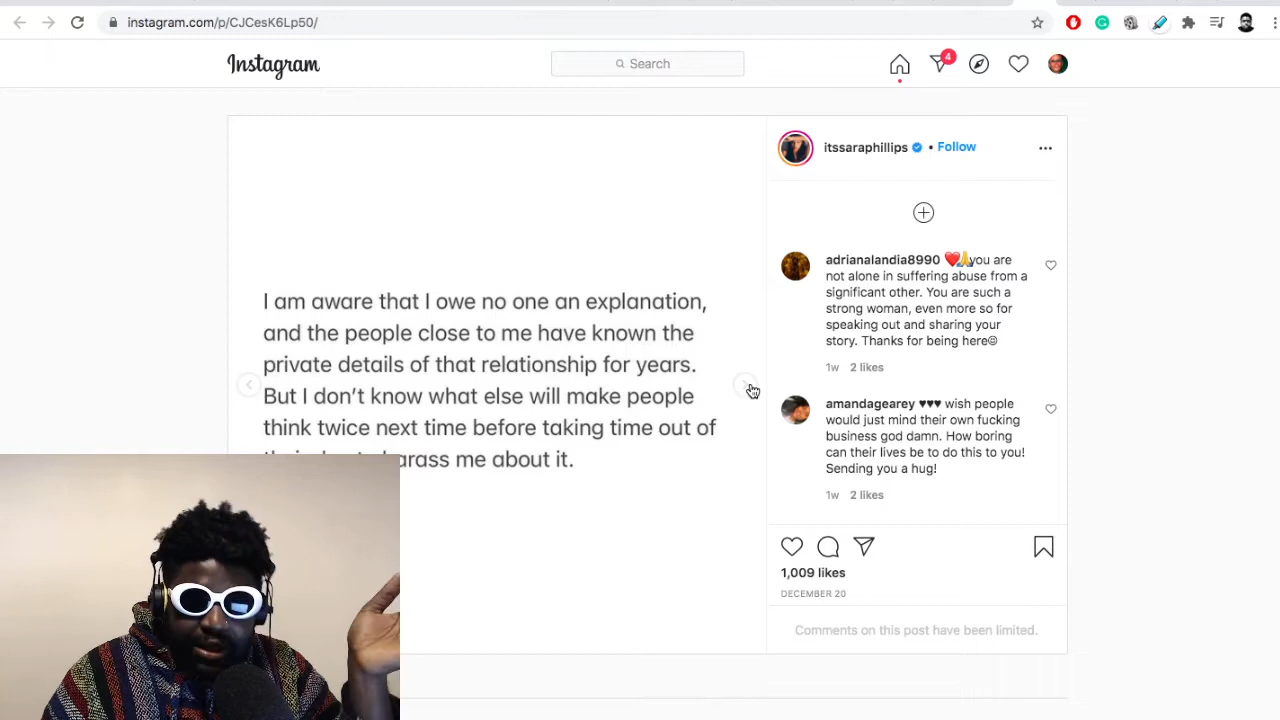 instagram.com/p/CJCesK6Lp50/
Instagram
Search
4
itssaraphillips • Follow
I am aware that I owe no one an explanation,
and the people close to me have known the
private details of that relationship for years.
But I don't know what else will make people
think twice next time before taking time out of
harass me about it.
adrianalandia8990 ❤️🙏you are
not alone in suffering abuse from a
significant other. You are such a
strong woman, even more so for
speaking out and sharing your
story. Thanks for being here☺
1w 2 likes
amandagearey ♥♥♥ wish people
would just mind their own fucking
business god damn. How boring
can their lives be to do this to you!
Sending you a hug!
1w 2 likes
1,009 likes
DECEMBER 20
Comments on this post have been limited.